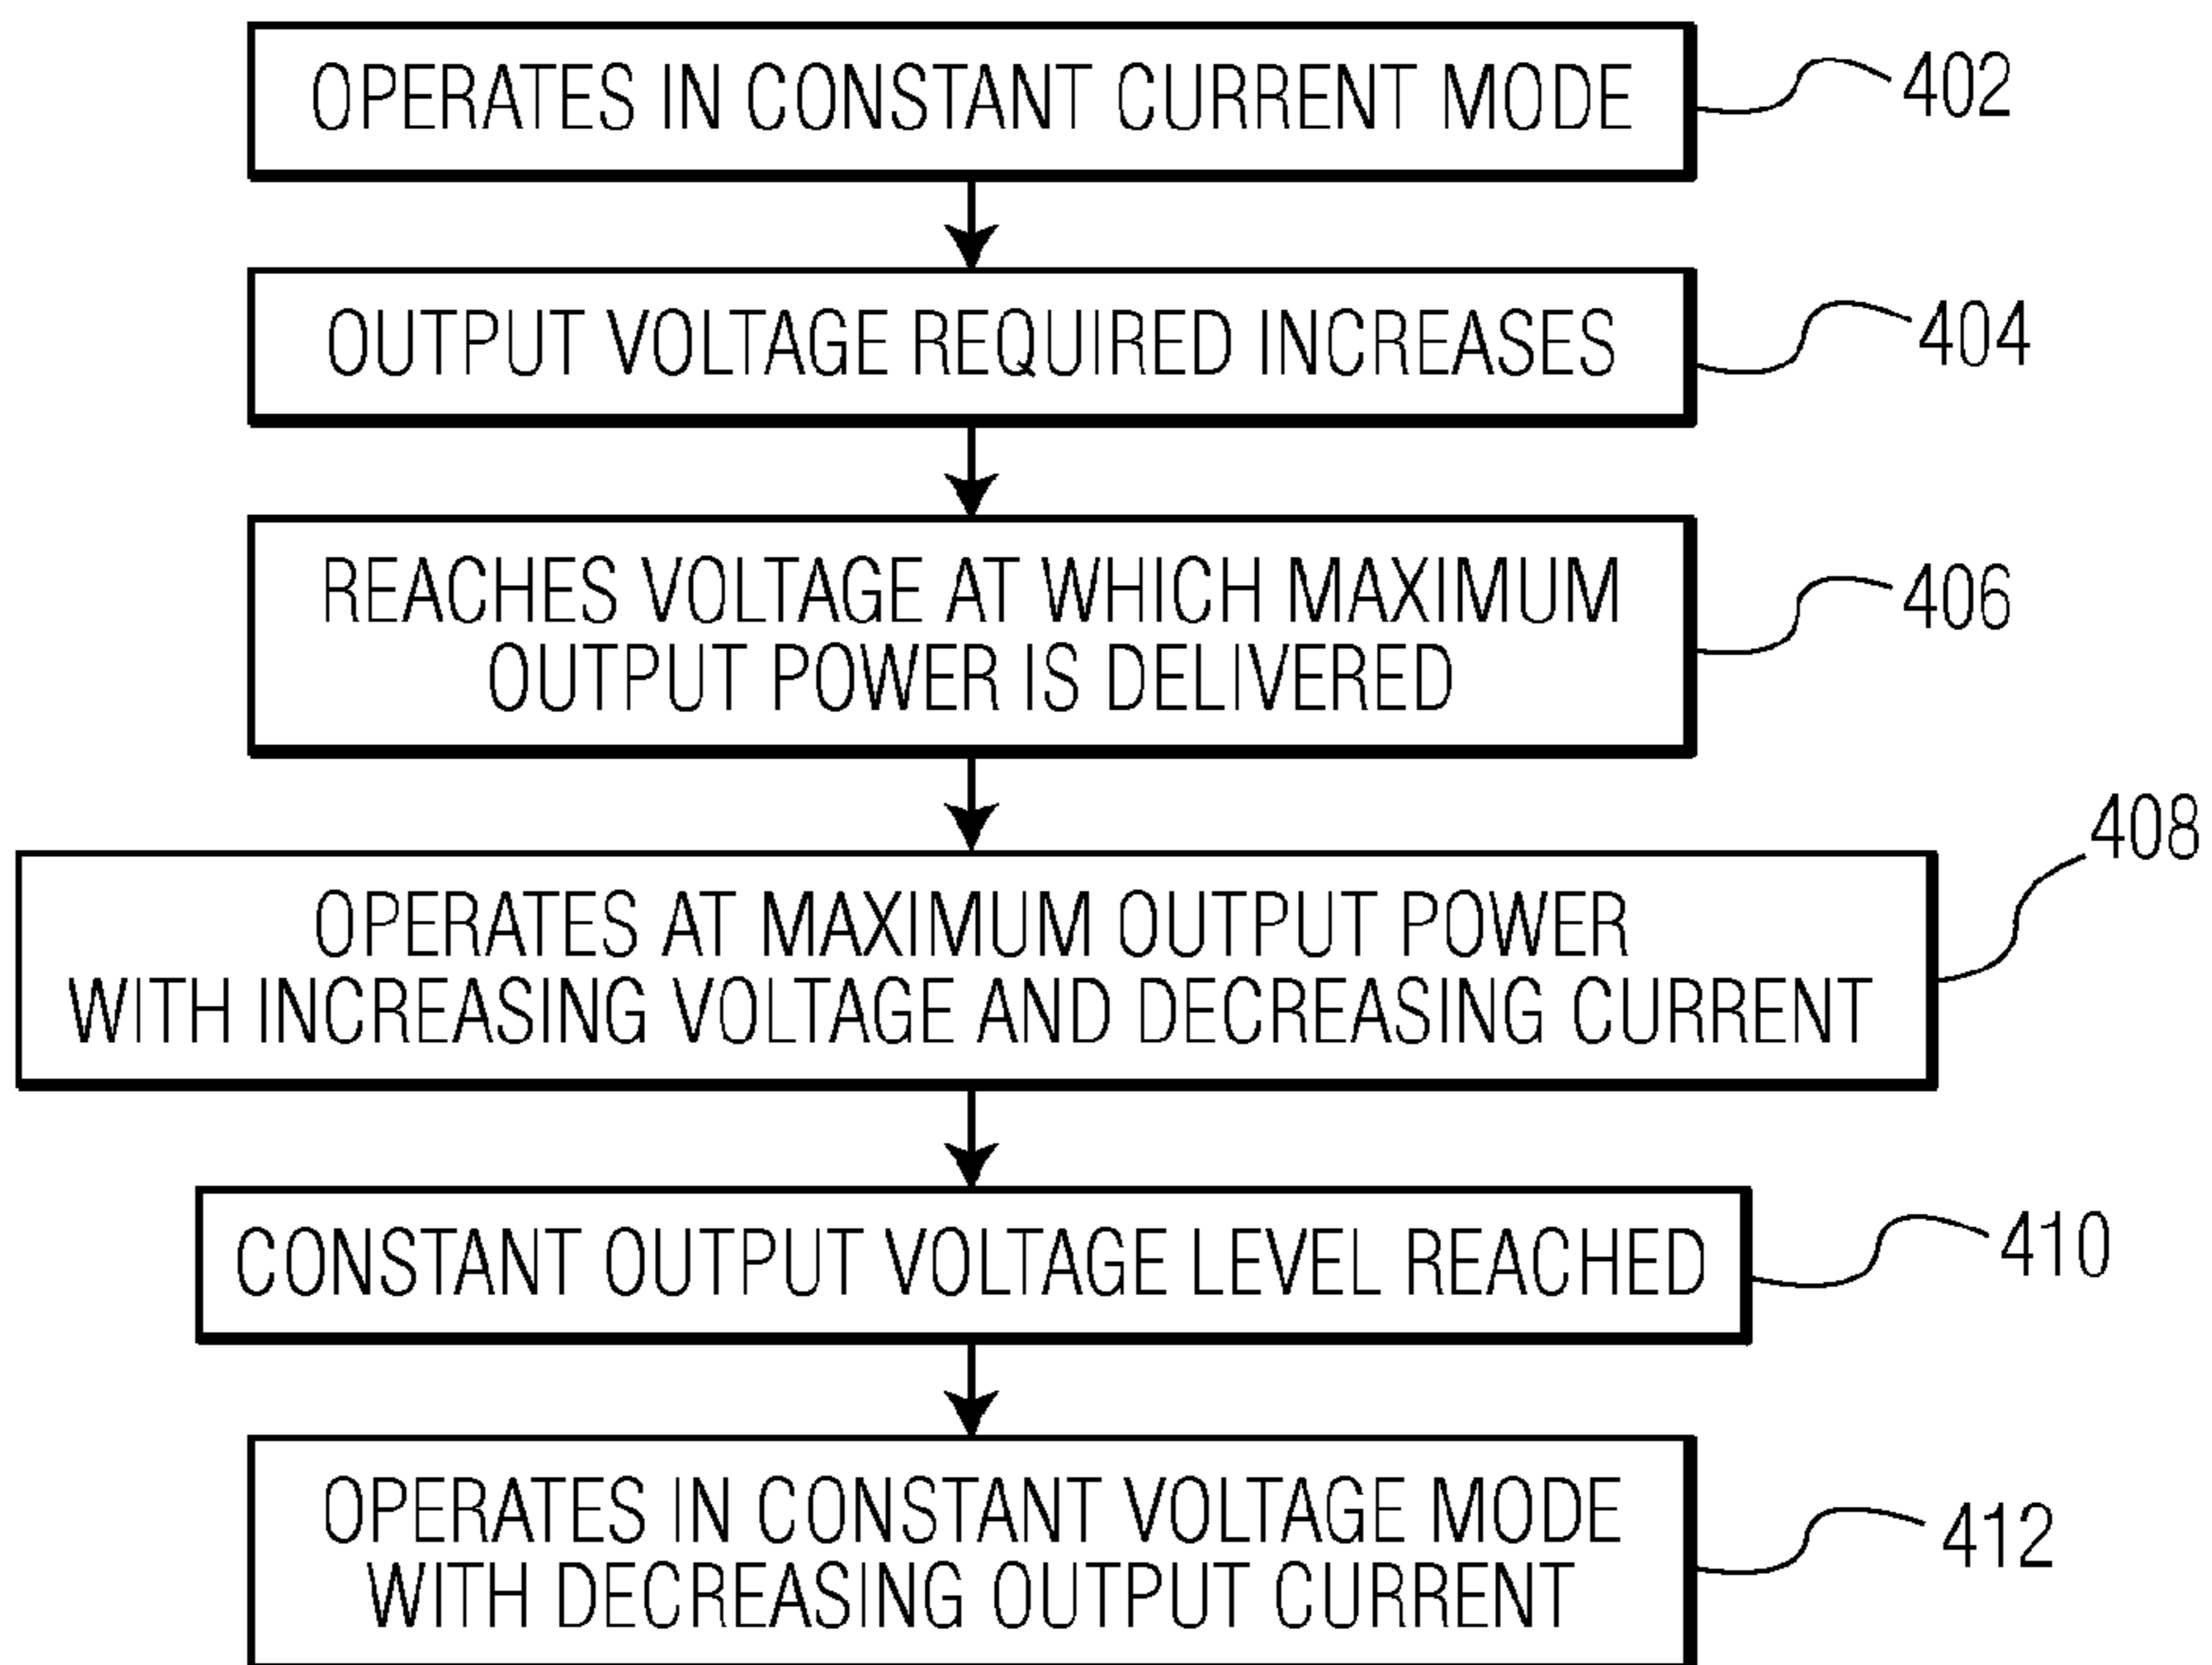 OPERATES IN CONSTANT CURRENT MODE
402
OUTPUT VOLTAGE REQUIRED INCREASES
404
REACHES VOLTAGE AT WHICH MAXIMUM
OUTPUT POWER IS DELIVERED
406
OPERATES AT MAXIMUM OUTPUT POWER
WITH INCREASING VOLTAGE AND DECREASING CURRENT
408
CONSTANT OUTPUT VOLTAGE LEVEL REACHED
410
OPERATES IN CONSTANT VOLTAGE MODE
WITH DECREASING OUTPUT CURRENT
412